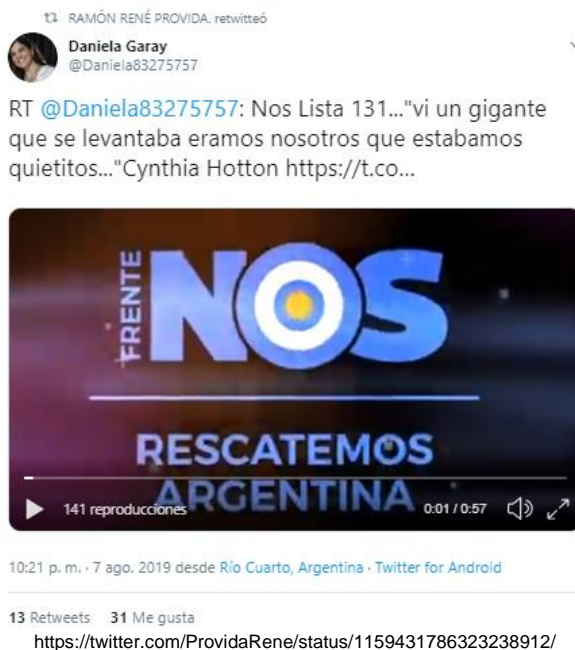 RAMÓN RENÉ PROVIDA. retwitteó
Daniela Garay
@Daniela83275757
RT @Daniela83275757: Nos Lista 131..."vi un gigante
que se levantaba eramos nosotros que estabamos
quietitos..."Cynthia Hotton https://t.co...
FRENTE
NOS
RESCATEMOS
ARGENTINA
141 reproducciones
0:01 / 0:57
10:21 p. m. · 7 ago. 2019 desde Río Cuarto, Argentina · Twitter for Android
13 Retweets 31 Me gusta
https://twitter.com/ProvidaRene/status/1159431786323238912/